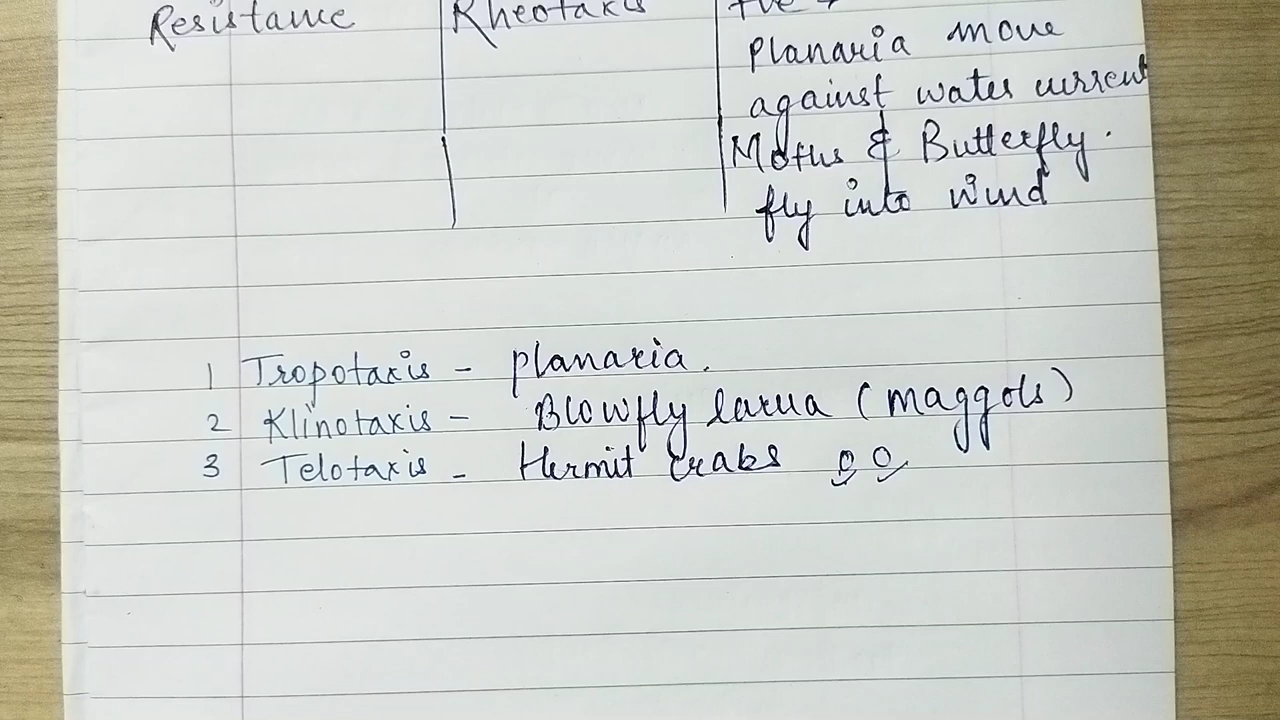 Resistance Rheotaxis +ve →
Planaria move
against water current
Moths & Butterfly.
fly into wind
1 Tropotaxis - planaria.
2 Klinotaxis - Blowfly larva (maggots)
3 Telotaxis - Hermit crabs